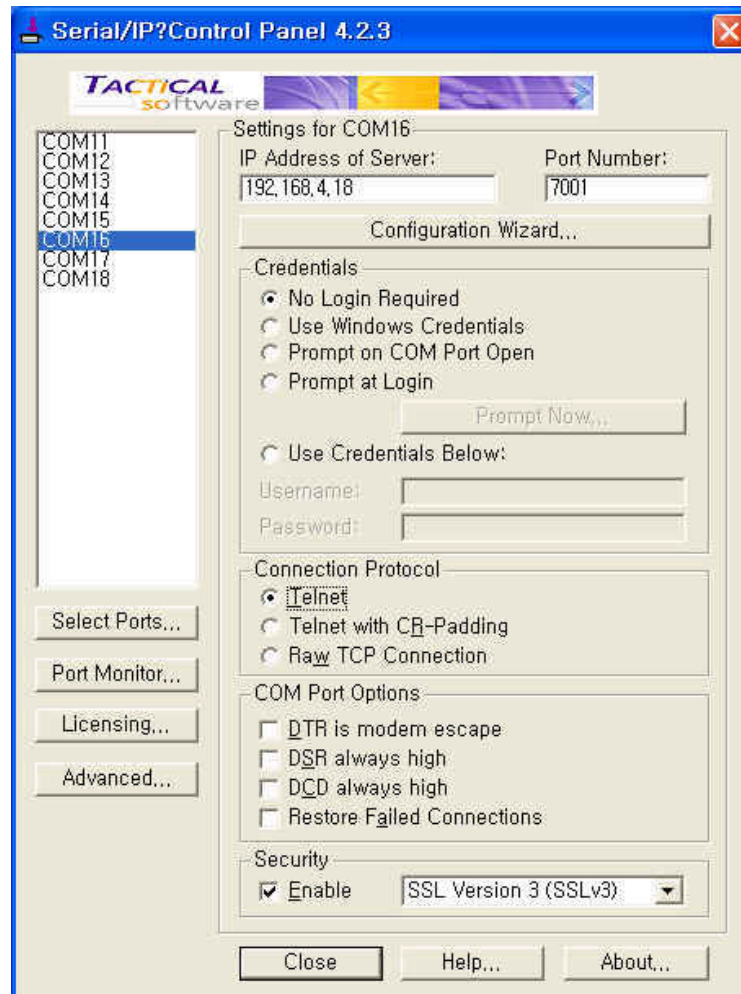 Serial/IP?Control Panel 4.2.3
TACTICAL
software
COM11
COM12
COM13
COM14
COM15
COM16
COM17
COM18
Select Ports...
Port Monitor...
Licensing...
Advanced...
Settings for COM16
IP Address of Server: Port Number:
192,168,4,18 7001
Configuration Wizard...
Credentials
No Login Required
Use Windows Credentials
Prompt on COM Port Open
Prompt at Login
Prompt Now...
Use Credentials Below:
Username:
Password:
Connection Protocol
Telnet
Telnet with CR-Padding
Raw TCP Connection
COM Port Options
DTR is modem escape
DSR always high
DCD always high
Restore Failed Connections
Security
Enable SSL Version 3 (SSLv3)
Close Help... About...